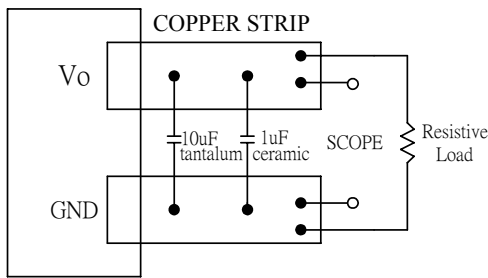 COPPER STRIP
Vo
10uF
tantalum
1uF
ceramic
SCOPE
Resistive
Load
GND